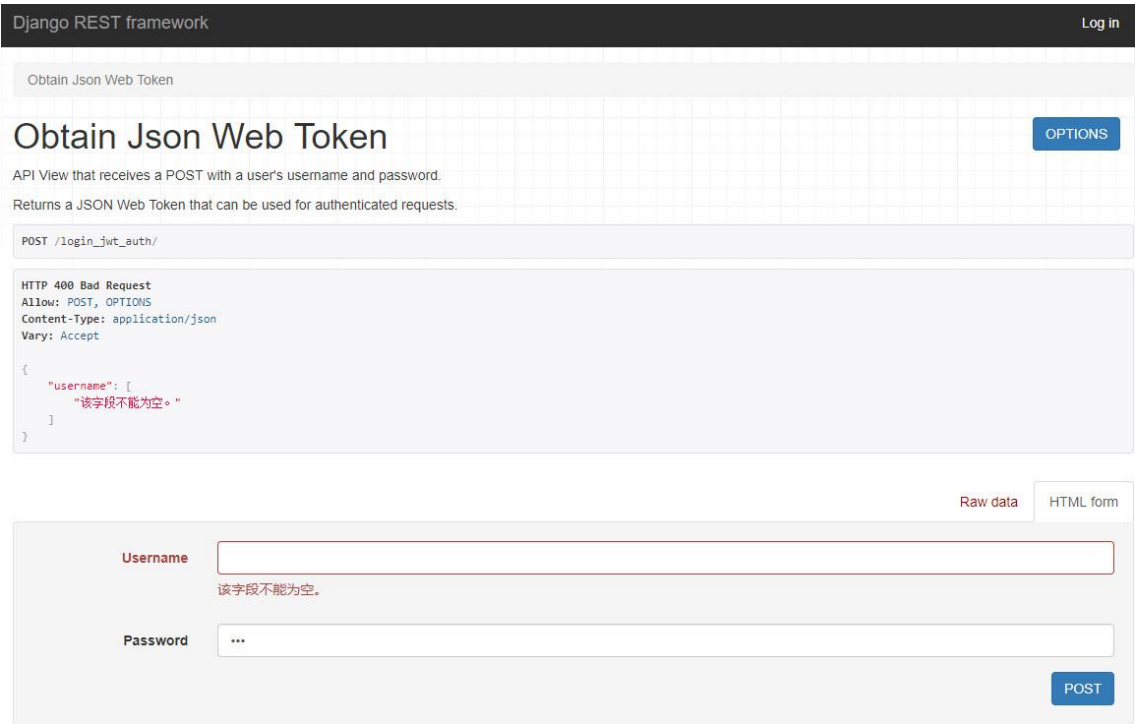 Django REST framework
Log in
Obtain Json Web Token
Obtain Json Web Token
OPTIONS
API View that receives a POST with a user's username and password.
Returns a JSON Web Token that can be used for authenticated requests.
POST /login_jwt_auth/
HTTP 400 Bad Request
Allow: POST, OPTIONS
Content-Type: application/json
Vary: Accept
{
    "username": [
        "该字段不能为空。"
    ]
}
Raw data
HTML form
Username
该字段不能为空。
Password
•••
POST